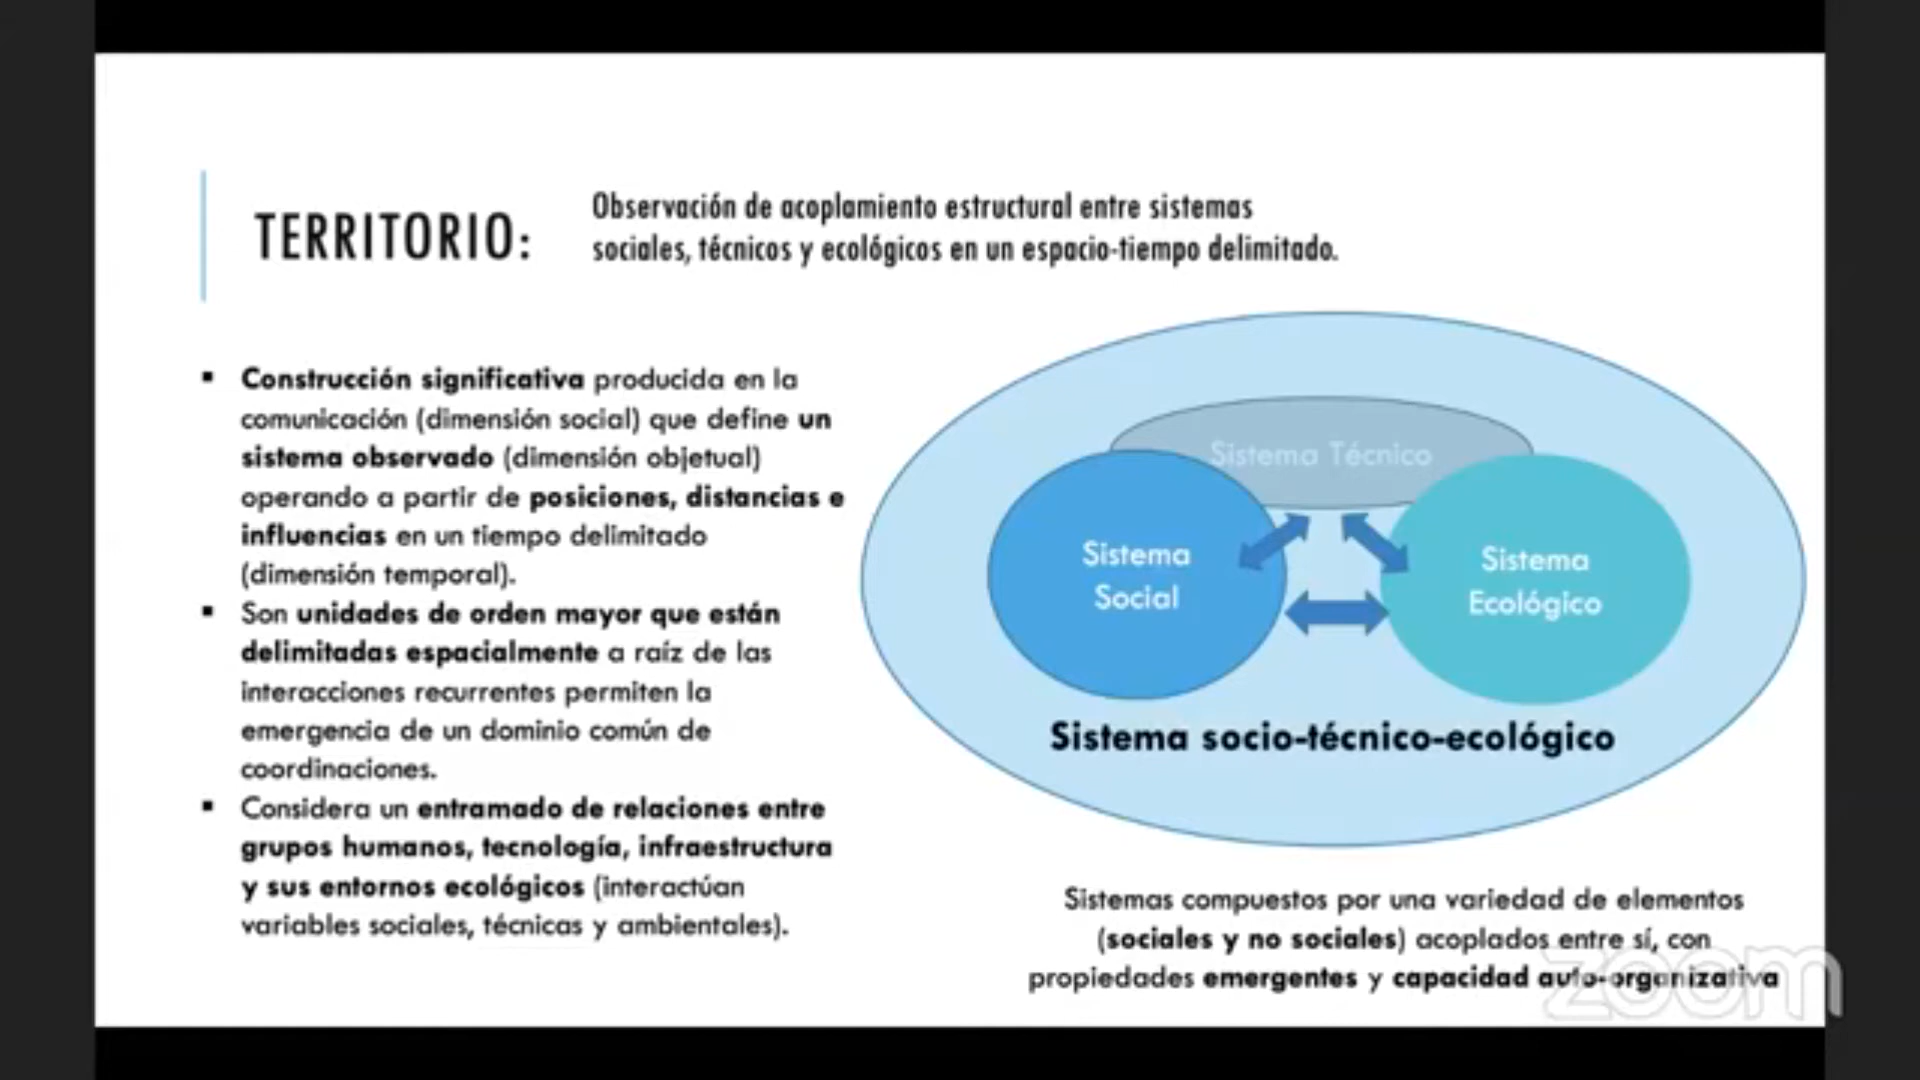 TERRITORIO:
Observación de acoplamiento estructural entre sistemas
sociales, técnicos y ecológicos en un espacio-tiempo delimitado.
▪ Construcción significativa producida en la
comunicación (dimensión social) que define un
sistema observado (dimensión objetual)
operando a partir de posiciones, distancias e
influencias en un tiempo delimitado
(dimensión temporal).
▪ Son unidades de orden mayor que están
delimitadas espacialmente a raíz de las
interacciones recurrentes permiten la
emergencia de un dominio común de
coordinaciones.
▪ Considera un entramado de relaciones entre
grupos humanos, tecnología, infraestructura
y sus entornos ecológicos (interactúan
variables sociales, técnicas y ambientales).
Sistema Técnico
Sistema
Social
Sistema
Ecológico
Sistema socio-técnico-ecológico
Sistemas compuestos por una variedad de elementos
(sociales y no sociales) acoplados entre sí, con
propiedades emergentes y capacidad auto-organizativa
zoom